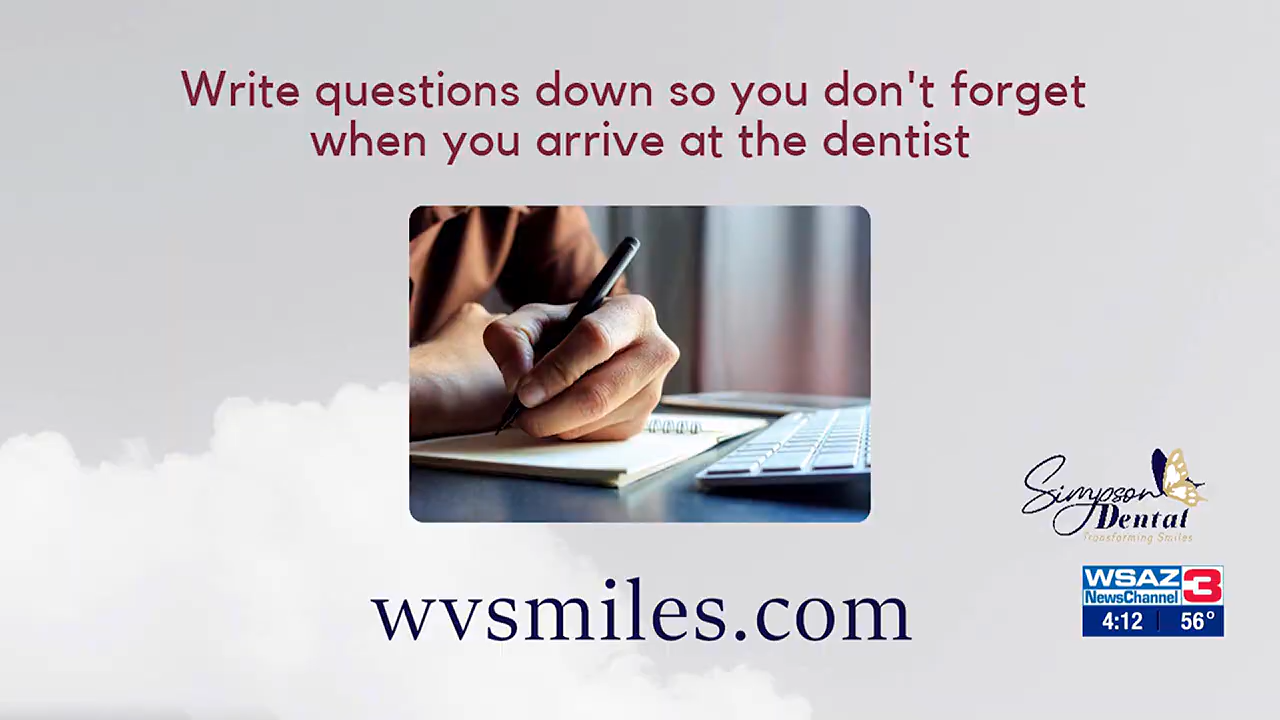 Write questions down so you don't forget
when you arrive at the dentist
Simpson
Dental
Transforming Smiles
wvsmiles.com
WSAZ 3
NewsChannel
4:12 56°